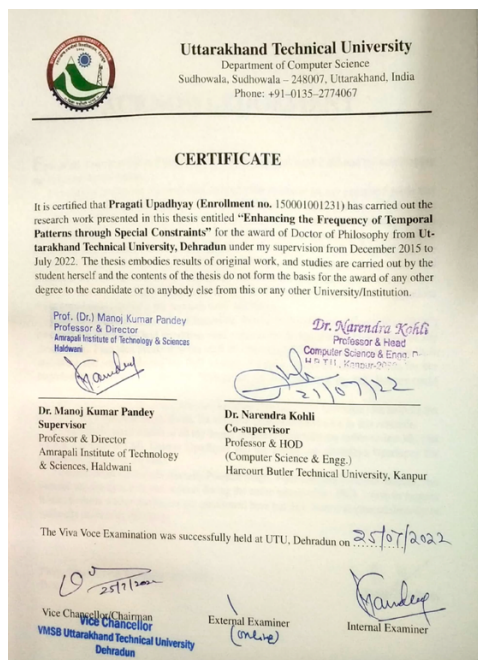 Uttarakhand Technical University
Department of Computer Science
Sudhowala, Sudhowala – 248007, Uttarakhand, India
Phone: +91–0135–2774067
CERTIFICATE
It is certified that Pragati Upadhyay (Enrollment no. 150001001231) has carried out the
research work presented in this thesis entitled “Enhancing the Frequency of Temporal
Patterns through Special Constraints” for the award of Doctor of Philosophy from Ut-
tarakhand Technical University, Dehradun under my supervision from December 2015 to
July 2022. The thesis embodies results of original work, and studies are carried out by the
student herself and the contents of the thesis do not form the basis for the award of any other
degree to the candidate or to anybody else from this or any other University/Institution.
Prof. (Dr.) Manoj Kumar Pandey
Professor & Director
Amrapali Institute of Technology & Sciences
Haldwani
Dr. Narendra Kohli
Professor & Head
Computer Science & Engg.
21/07/22
Dr. Manoj Kumar Pandey
Supervisor
Professor & Director
Amrapali Institute of Technology
& Sciences, Haldwani
Dr. Narendra Kohli
Co-supervisor
Professor & HOD
(Computer Science & Engg.)
Harcourt Butler Technical University, Kanpur
The Viva Voce Examination was successfully held at UTU, Dehradun on 25/07/2022
25/7/2022
Vice Chancellor/Chairman
Vice Chancellor
VMSB Uttarakhand Technical University
Dehradun
External Examiner
(online)
Internal Examiner